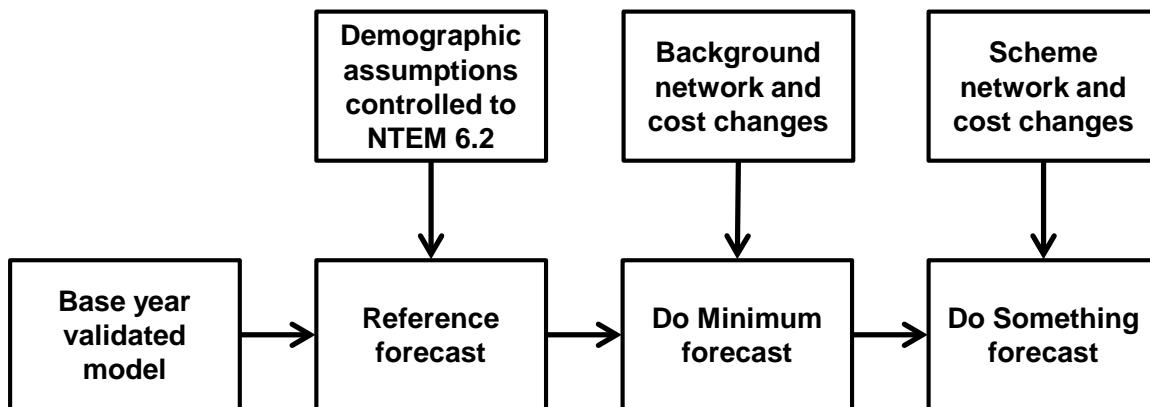 Demographic
assumptions
controlled to
NTEM 6.2
Background
network and
cost changes
Scheme
network and
cost changes
Base year
validated
model
Reference
forecast
Do Minimum
forecast
Do Something
forecast